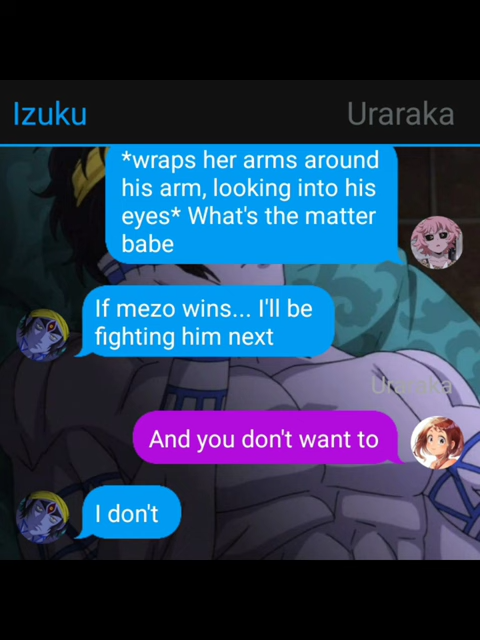 Izuku
Uraraka
*wraps her arms around
his arm, looking into his
eyes* What's the matter
babe
If mezo wins... I'll be
fighting him next
Uraraka
And you don't want to
I don't